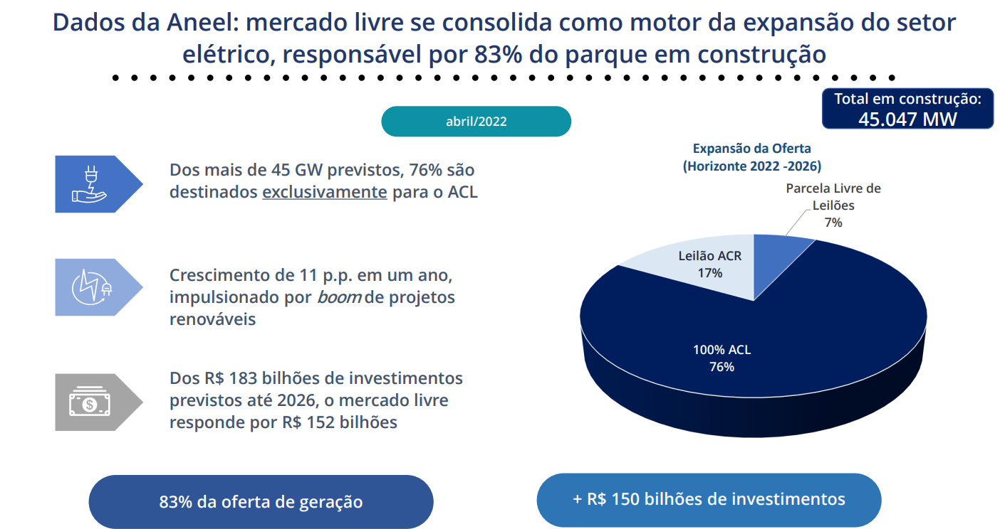 Dados da Aneel: mercado livre se consolida como motor da expansão do setor
elétrico, responsável por 83% do parque em construção
Total em construção:
45.047 MW
abril/2022
Dos mais de 45 GW previstos, 76% são
destinados exclusivamente para o ACL
Crescimento de 11 p.p. em um ano,
impulsionado por boom de projetos
renováveis
Dos R$ 183 bilhões de investimentos
previstos até 2026, o mercado livre
responde por R$ 152 bilhões
Expansão da Oferta
(Horizonte 2022 -2026)
Parcela Livre de
Leilões
7%
Leilão ACR
17%
100% ACL
76%
83% da oferta de geração
+ R$ 150 bilhões de investimentos